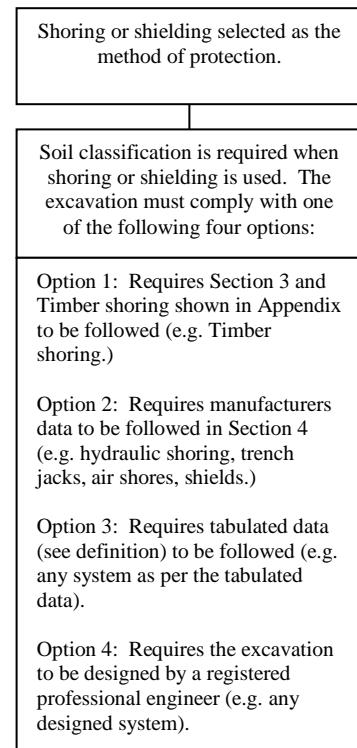 Shoring or shielding selected as the
method of protection.
Soil classification is required when
shoring or shielding is used.  The
excavation must comply with one
of the following four options:
Option 1:  Requires Section 3 and
Timber shoring shown in Appendix
to be followed (e.g. Timber
shoring.)
Option 2:  Requires manufacturers
data to be followed in Section 4
(e.g. hydraulic shoring, trench
jacks, air shores, shields.)
Option 3:  Requires tabulated data
(see definition) to be followed (e.g.
any system as per the tabulated
data).
Option 4:  Requires the excavation
to be designed by a registered
professional engineer (e.g. any
designed system).